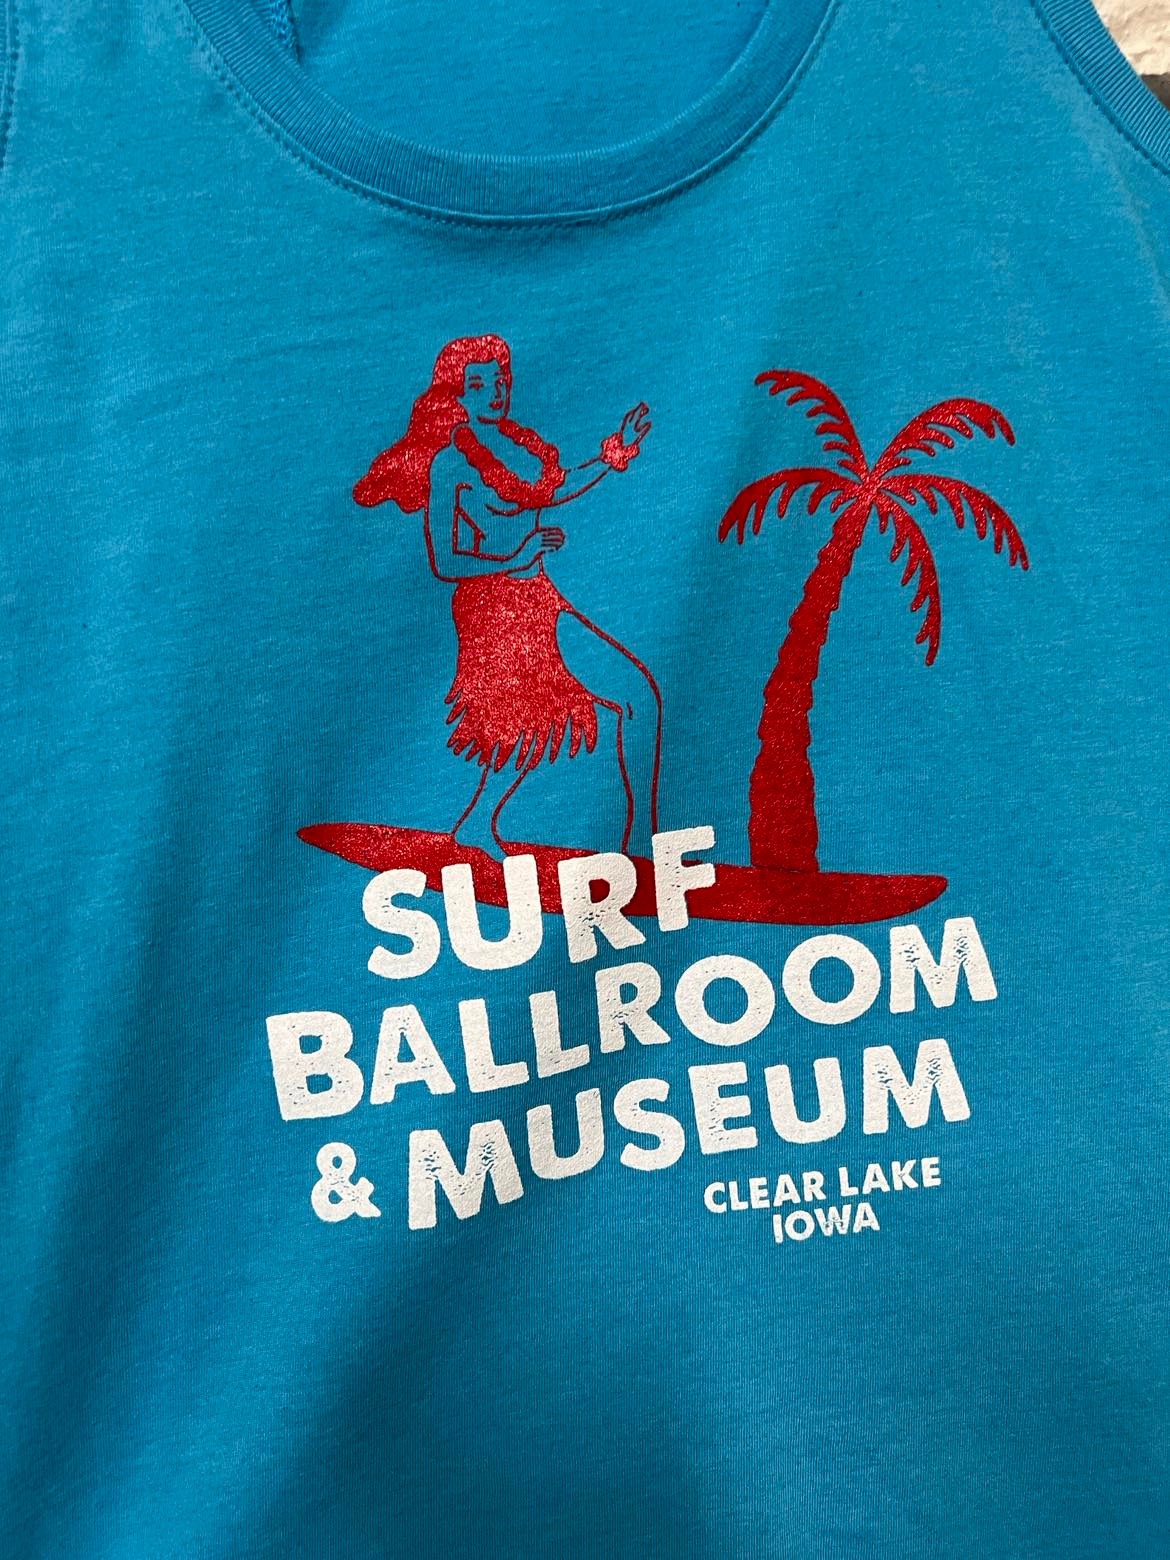 SURF
BALLROOM
& MUSEUM
CLEAR LAKE
IOWA